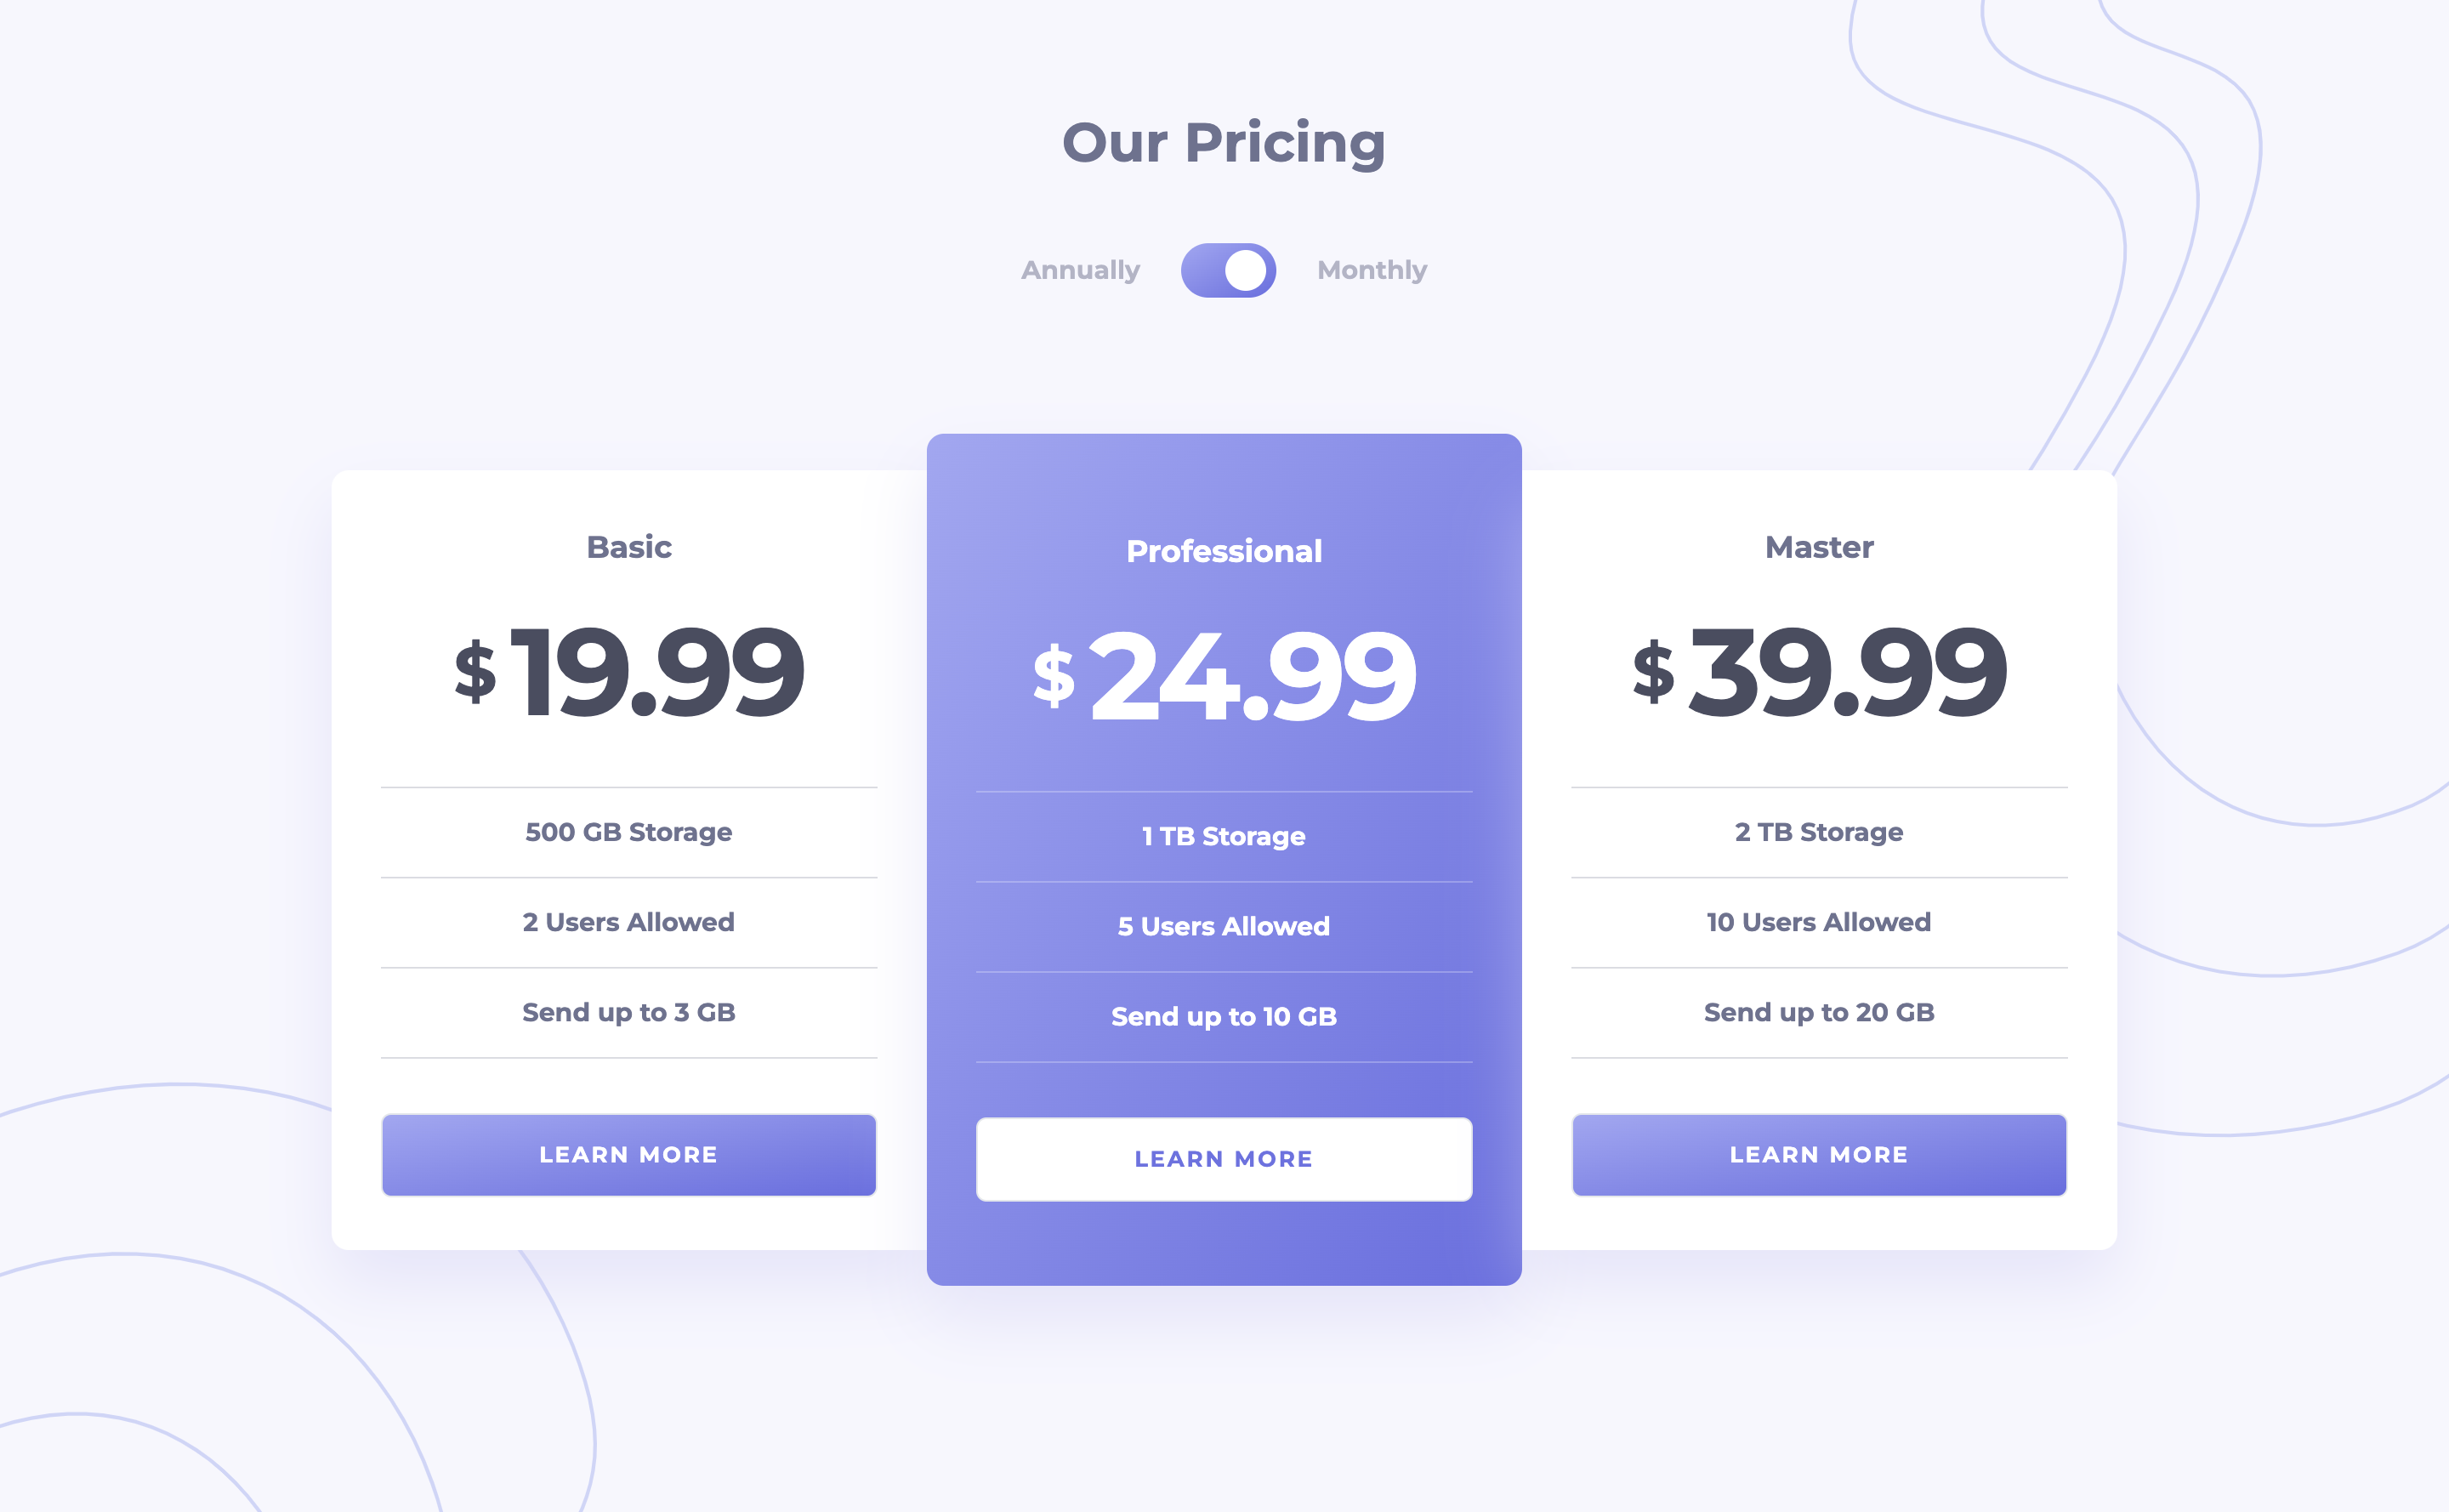 Our Pricing
Annually Monthly
Basic
$19.99
500 GB Storage
2 Users Allowed
Send up to 3 GB
LEARN MORE
Professional
$24.99
1 TB Storage
5 Users Allowed
Send up to 10 GB
LEARN MORE
Master
$39.99
2 TB Storage
10 Users Allowed
Send up to 20 GB
LEARN MORE